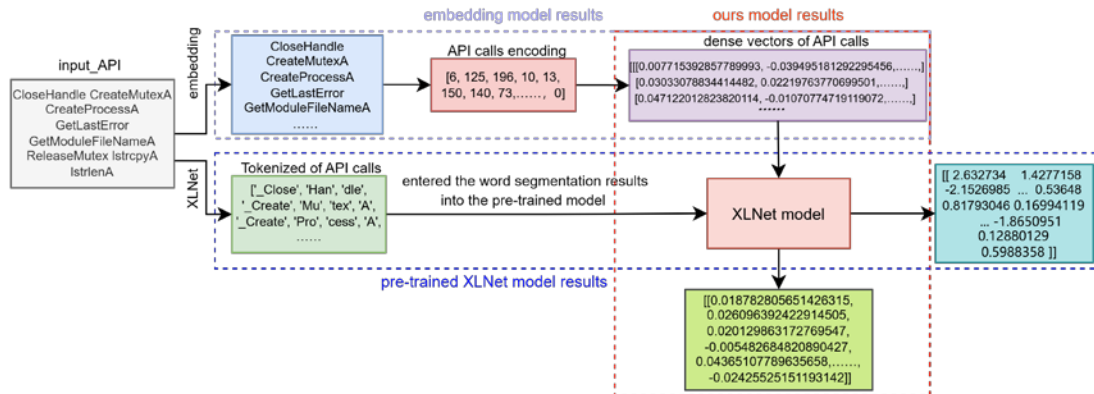 embedding model results
ours model results
input_API
CloseHandle CreateMutexA
CreateProcessA
GetLastError
GetModuleFileNameA
ReleaseMutex lstrcpyA
lstrlenA
embedding
XLNet
CloseHandle
CreateMutexA
CreateProcessA
GetLastError
GetModuleFileNameA
......
API calls encoding
[6, 125, 196, 10, 13,
150, 140, 73,......, 0]
dense vectors of API calls
[[[0.007715392857789993, -0.039495181292295456,......,]
[0.03033078834414482, 0.02219763770699501,......,]
[0.047122012823820114, -0.01070774719119072,......,]
......
Tokenized of API calls
['_Close', 'Han', 'dle',
'_Create', 'Mu', 'tex', 'A',
'_Create', 'Pro', 'cess', 'A',
......
entered the word segmentation results
into the pre-trained model
XLNet model
[[ 2.632734 1.4277158
-2.1526985 ... 0.53648
0.81793046 0.16994119
... -1.8650951
0.12880129
0.5988358 ]]
pre-trained XLNet model results
[[0.018782805651426315,
0.026096392422914505,
0.020129863172769547,
-0.005482684820890427,
0.04365107789635658,......,
-0.02425525151193142]]